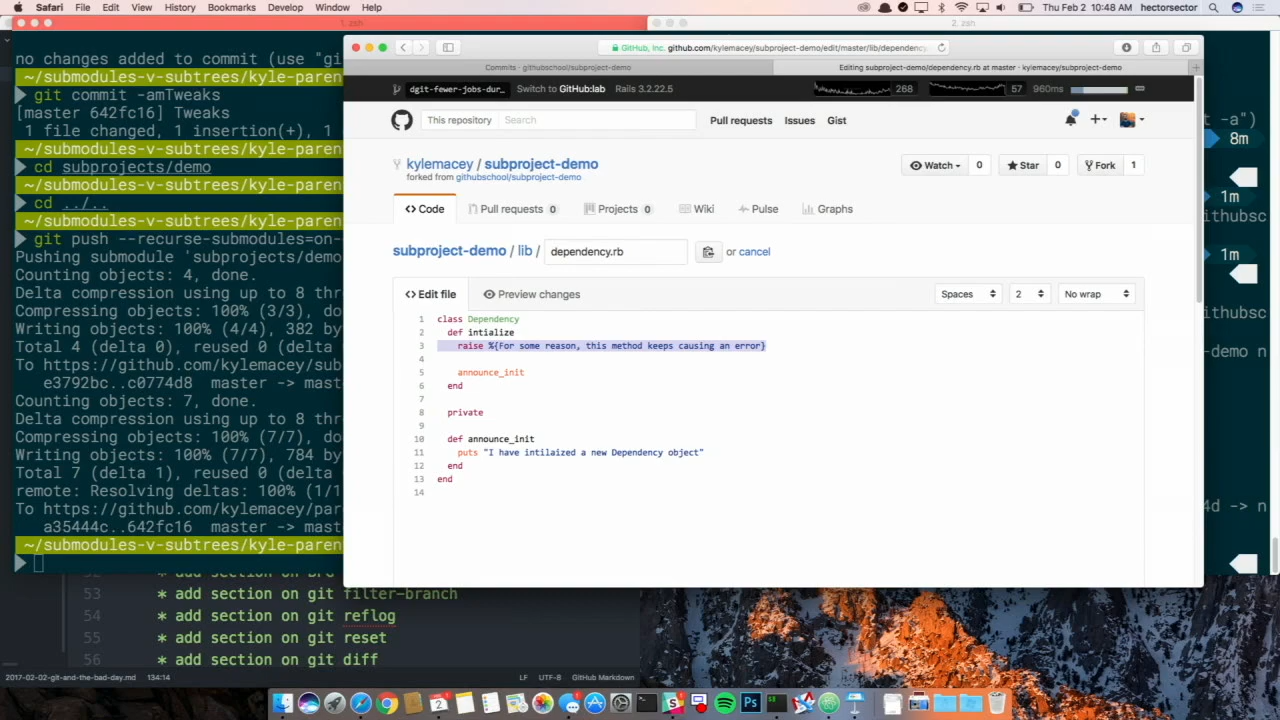 Safari File Edit View History Bookmarks Develop Window Help
Thu Feb 2 10:48 AM hectorsector
1. zsh
2. zsh
no changes added to commit (use "gi
~/submodules-v-subtrees/kyle-paren
git commit -amTweaks
[master 642fc16] Tweaks
1 file changed, 1 insertion(+), 1
~/submodules-v-subtrees/kyle-paren
cd subprojects/demo
~/submodules-v-subtrees/kyle-paren
cd ../..
~/submodules-v-subtrees/kyle-paren
git push --recurse-submodules=on-
Pushing submodule 'subprojects/demo
Counting objects: 4, done.
Delta compression using up to 8 thr
Compressing objects: 100% (3/3), do
Writing objects: 100% (4/4), 382 by
Total 4 (delta 0), reused 0 (delta
To https://github.com/kylemacey/sub
e3792bc..c0774d8 master -> mast
Counting objects: 7, done.
Delta compression using up to 8 thr
Compressing objects: 100% (7/7), do
Writing objects: 100% (7/7), 784 by
Total 7 (delta 1), reused 0 (delta
remote: Resolving deltas: 100% (1/1
To https://github.com/kylemacey/par
a35444c..642fc16 master -> mast
~/submodules-v-subtrees/kyle-paren
GitHub, Inc. github.com/kylemacey/subproject-demo/edit/master/lib/dependency.
Commits · githubschool/subproject-demo
Editing subproject-demo/dependency.rb at master · kylemacey/subproject-demo
dgit-fewer-jobs-dur... Switch to GitHub:lab Rails 3.2.22.5 268 57 960ms
This repository Search Pull requests Issues Gist
kylemacey / subproject-demo
forked from githubschool/subproject-demo
Watch 0 Star 0 Fork 1
Code Pull requests 0 Projects 0 Wiki Pulse Graphs
subproject-demo / lib / dependency.rb or cancel
Edit file Preview changes Spaces 2 No wrap
1 class Dependency
2 def intialize
3 raise %{For some reason, this method keeps causing an error}
4
5 announce_init
6 end
7
8 private
9
10 def announce_init
11 puts "I have intilaized a new Dependency object"
12 end
13 end
14
t -a")
8m
1m
ithubsc
1m
ithubsc
-demo n
4d -> n
53 * add section on git filter-branch
54 * add section on git reflog
55 * add section on git reset
56 * add section on git diff
2017-02-02-git-and-the-bad-day.md 134:14 LF UTF-8 GitHub Markdown